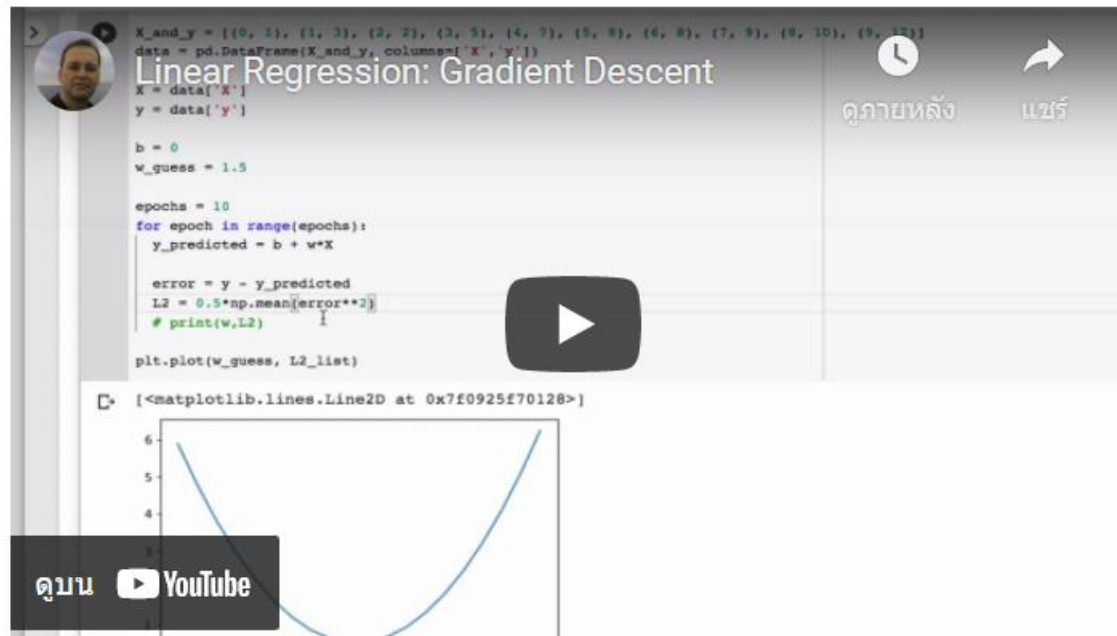 X_and_y = [(0, 1), (1, 3), (2, 2), (3, 5), (4, 7), (5, 8), (6, 8), (7, 9), (8, 10), (9, 12)]
data = pd.DataFrame(X_and_y, columns=['X','y'])
Linear Regression: Gradient Descent
X = data['X']
y = data['y']
ดูภายหลัง
แชร์
b = 0
w_guess = 1.5
epochs = 10
for epoch in range(epochs):
y_predicted = b + w*X
error = y - y_predicted
L2 = 0.5*np.mean(error**2)
# print(w,L2)
plt.plot(w_guess, L2_list)
[<matplotlib.lines.Line2D at 0x7f0925f70128>]
6
5
4
3
ดูบน YouTube
1